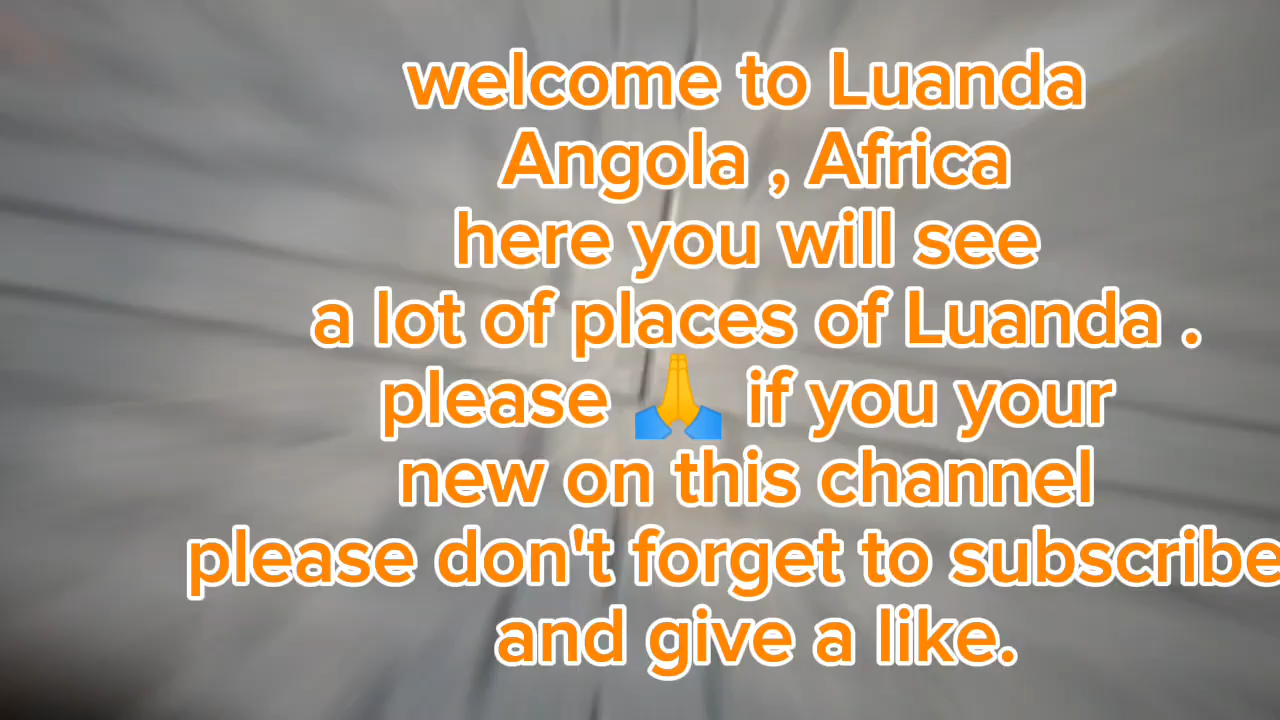 welcome to Luanda
Angola , Africa
here you will see
a lot of places of Luanda .
please 🙏 if you your
new on this channel
please don't forget to subscribe
and give a like.